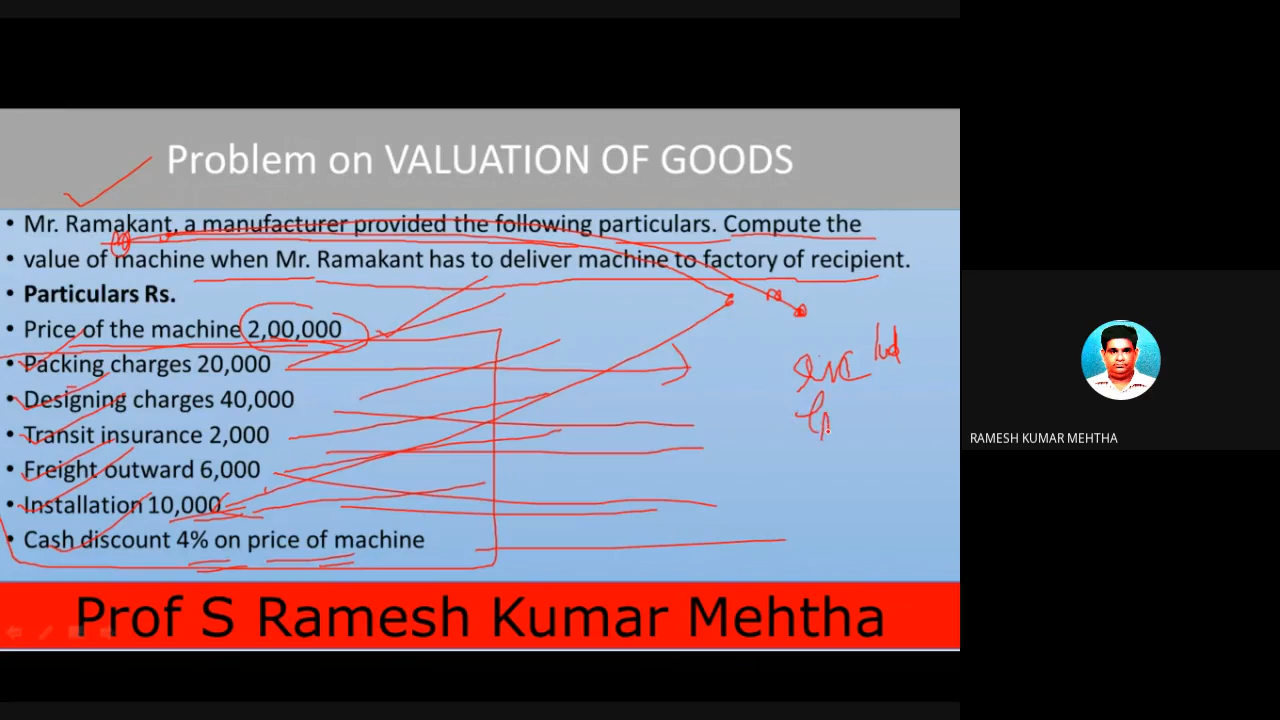 Problem on VALUATION OF GOODS
• Mr. Ramakant, a manufacturer provided the following particulars. Compute the
• value of machine when Mr. Ramakant has to deliver machine to factory of recipient.
• Particulars Rs.
• Price of the machine 2,00,000
• Packing charges 20,000
• Designing charges 40,000
• Transit insurance 2,000
• Freight outward 6,000
• Installation 10,000
• Cash discount 4% on price of machine
Prof S Ramesh Kumar Mehtha
RAMESH KUMAR MEHTHA